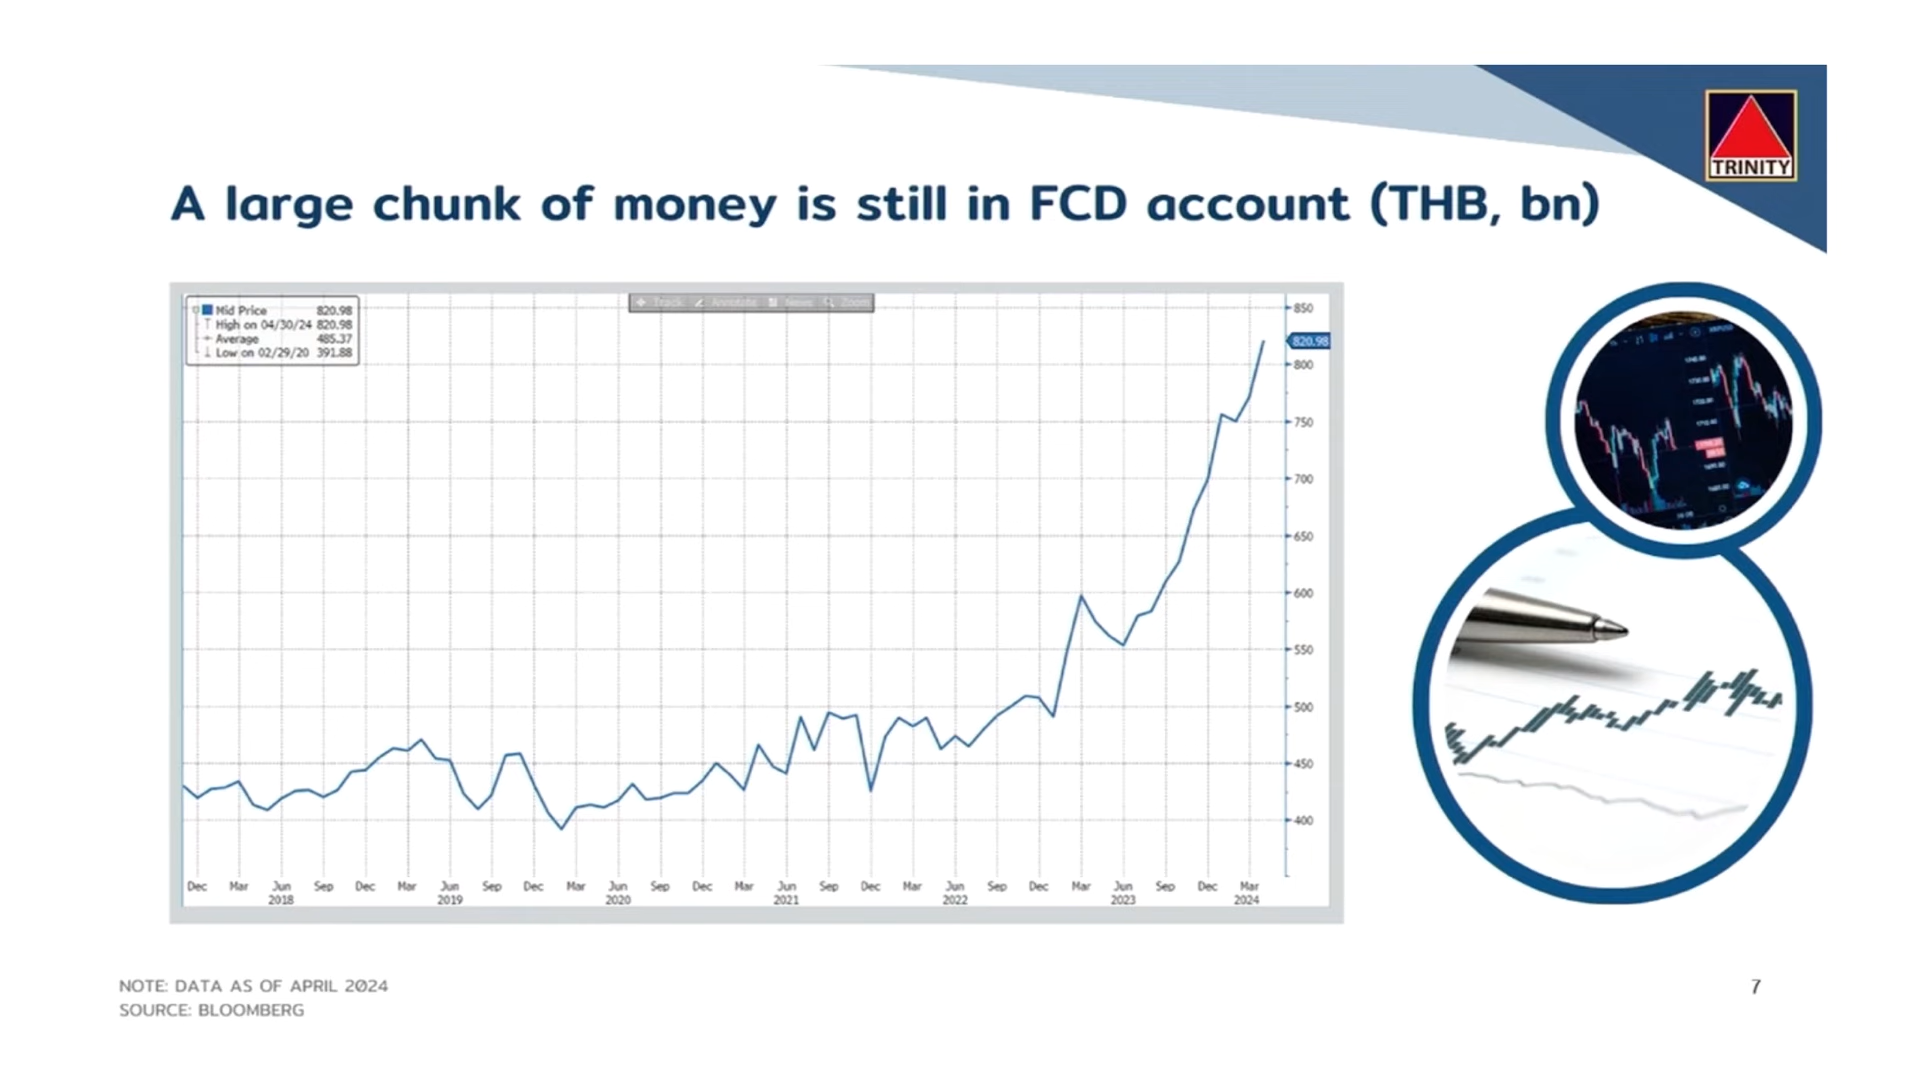 TRINITY
A large chunk of money is still in FCD account (THB, bn)
Mid Price 820.98
High on 04/30/24 820.98
Average 485.37
Low on 02/29/20 391.88
Track Annotate News Zoom
850
820.98
800
750
700
650
600
550
500
450
400
Dec Mar Jun Sep Dec Mar Jun Sep Dec Mar Jun Sep Dec Mar Jun Sep Dec Mar Jun Sep Dec Mar Jun Sep Dec Mar
2018 2019 2020 2021 2022 2023 2024
NOTE: DATA AS OF APRIL 2024
SOURCE: BLOOMBERG
7